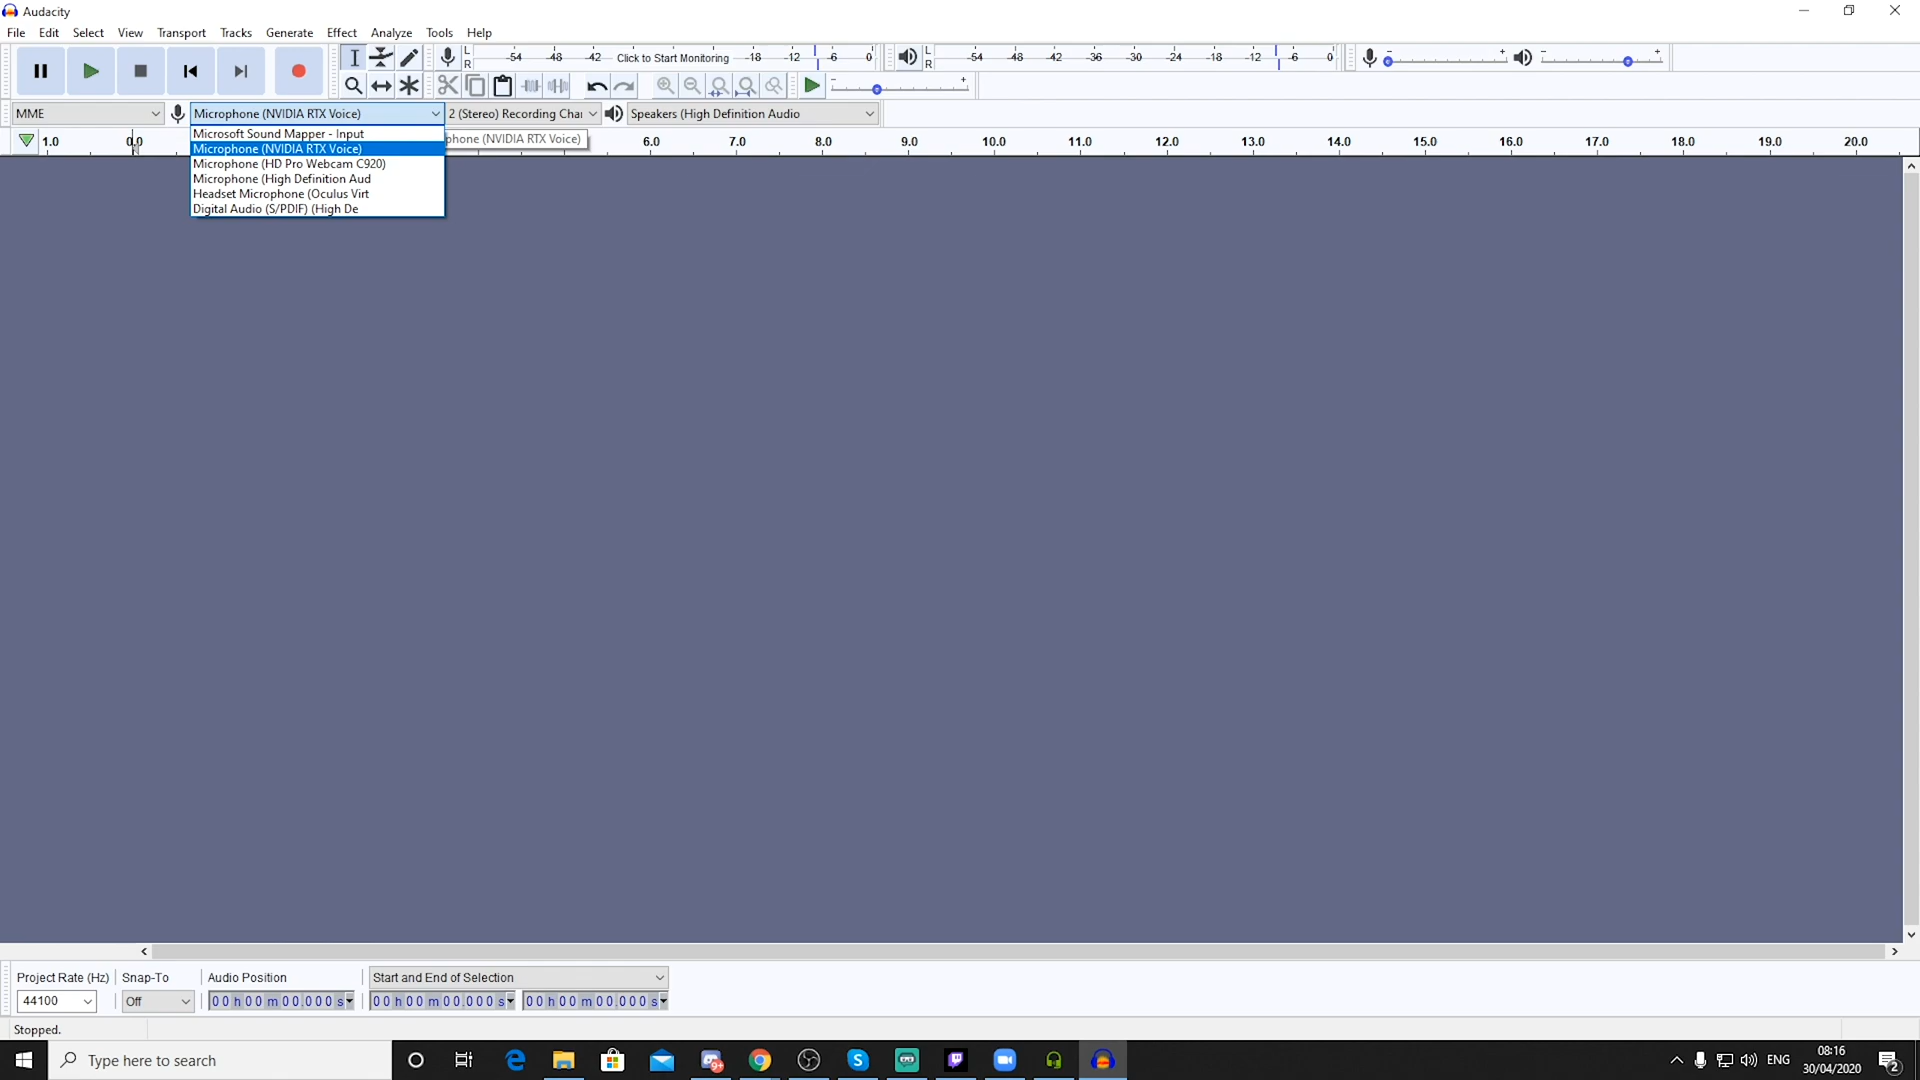 Audacity
File Edit Select View Transport Tracks Generate Effect Analyze Tools Help
L R -54 -48 -42 Click to Start Monitoring -18 -12 -6 0 L R -54 -48 -42 -36 -30 -24 -18 -12 -6 0 - + - +
- +
MME Microphone (NVIDIA RTX Voice) 2 (Stereo) Recording Chai Speakers (High Definition Audio
1.0 0.0 6.0 7.0 8.0 9.0 10.0 11.0 12.0 13.0 14.0 15.0 16.0 17.0 18.0 19.0 20.0
Microsoft Sound Mapper - Input
Microphone (NVIDIA RTX Voice) phone (NVIDIA RTX Voice)
Microphone (HD Pro Webcam C920)
Microphone (High Definition Aud
Headset Microphone (Oculus Virt
Digital Audio (S/PDIF) (High De
Project Rate (Hz) Snap-To Audio Position Start and End of Selection
44100 Off 00 h 00 m 00.000 s 00 h 00 m 00.000 s 00 h 00 m 00.000 s
Stopped.
Type here to search 9+ ENG 08:16
30/04/2020 2